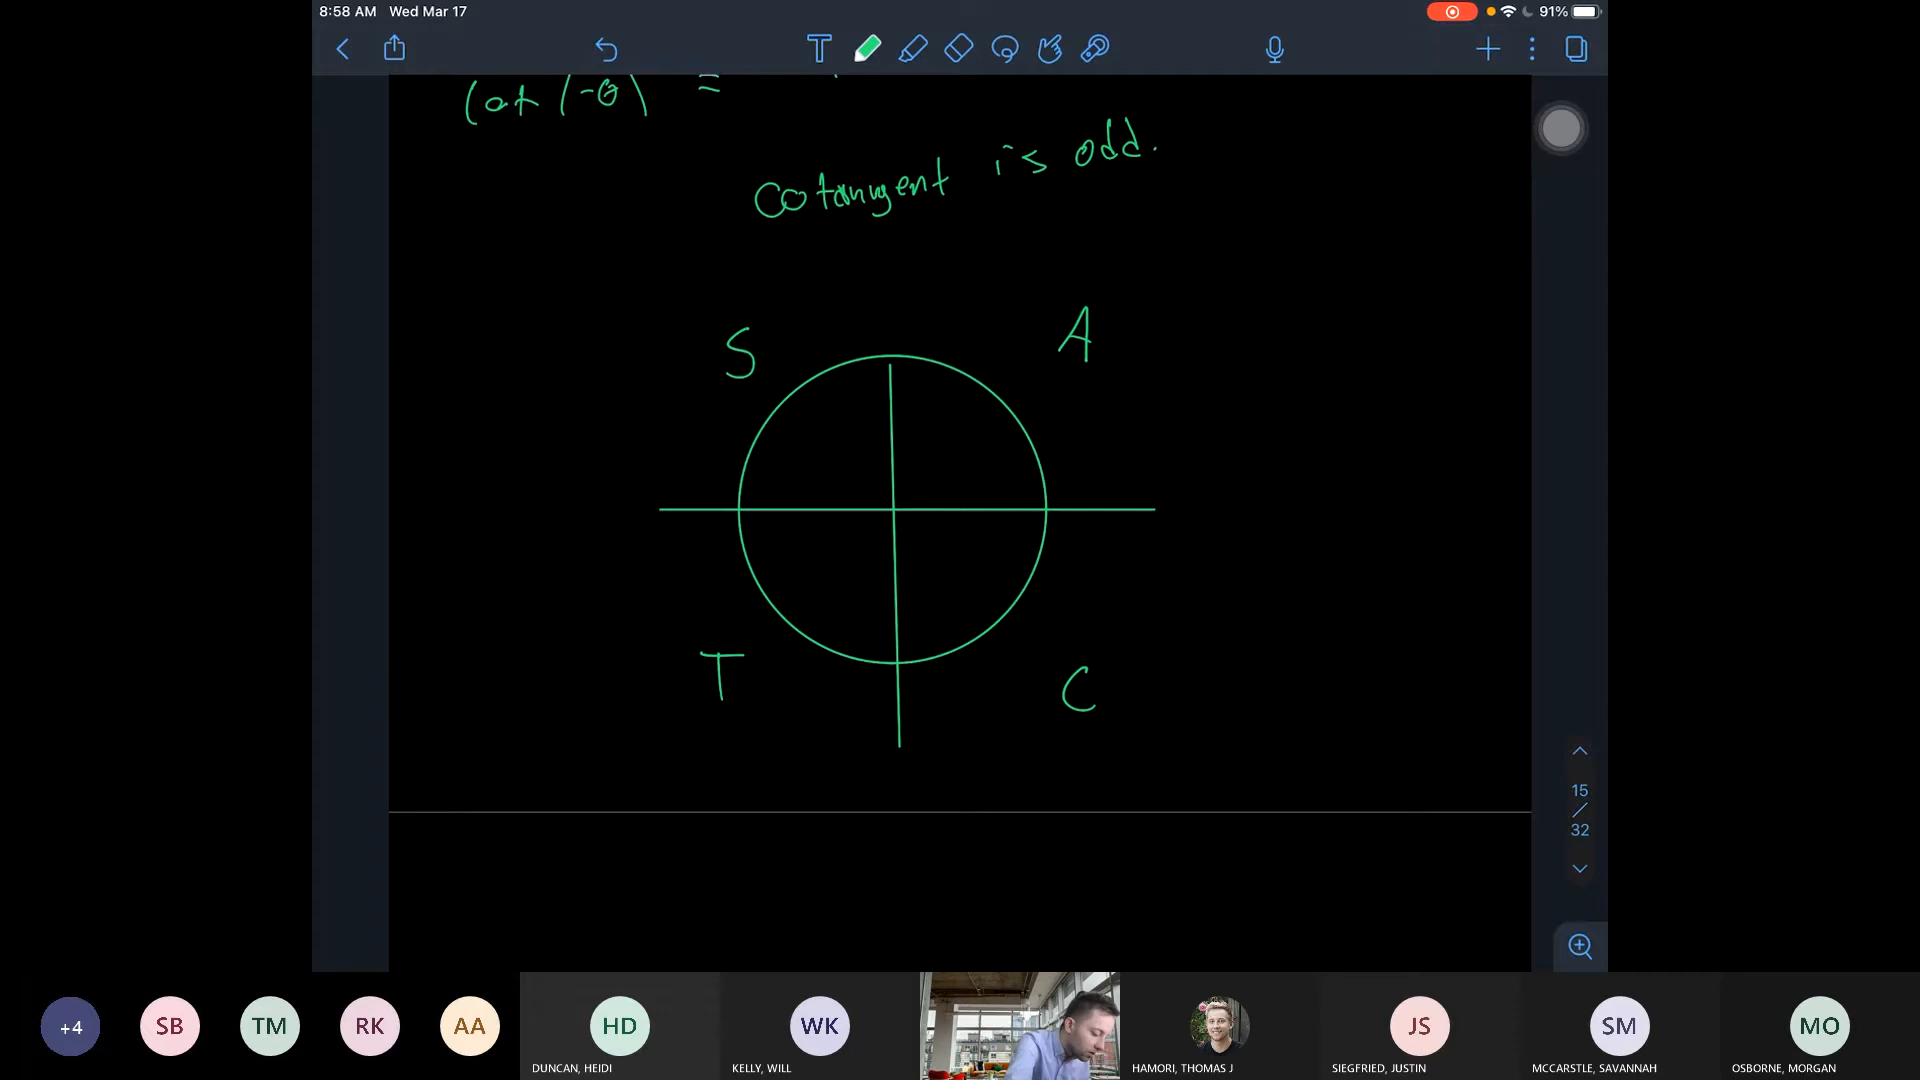 8:58 AM Wed Mar 17
91%
cot (-θ) =
Cotangent is odd.
S A
T C
15
/
32
+4 SB TM RK AA HD WK JS SM MO
DUNCAN, HEIDI KELLY, WILL HAMORI, THOMAS J SIEGFRIED, JUSTIN MCCARSTLE, SAVANNAH OSBORNE, MORGAN